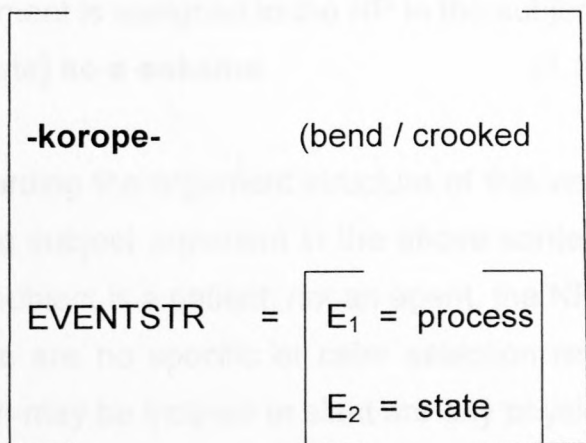 -korope- (bend / crooked
EVENTSTR = E₁ = process
E₂ = state